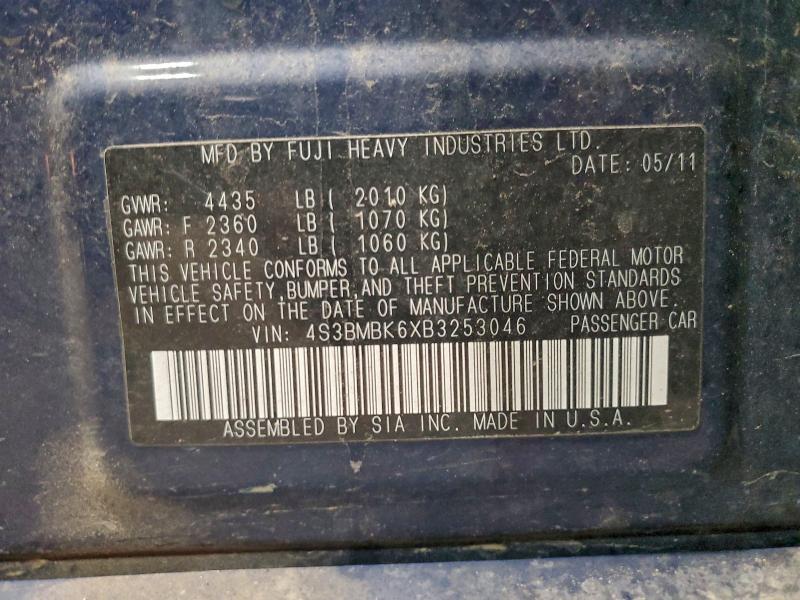 MFD BY FUJI HEAVY INDUSTRIES LTD.
DATE: 05/11
GVWR: 4435 LB ( 2010 KG)
GAWR: F 2360 LB ( 1070 KG)
GAWR: R 2340 LB ( 1060 KG)
THIS VEHICLE CONFORMS TO ALL APPLICABLE FEDERAL MOTOR
VEHICLE SAFETY, BUMPER, AND THEFT PREVENTION STANDARDS
IN EFFECT ON THE DATE OF MANUFACTURE SHOWN ABOVE.
VIN: 4S3BMBK6XB3253046 PASSENGER CAR
ASSEMBLED BY SIA INC. MADE IN U.S.A.